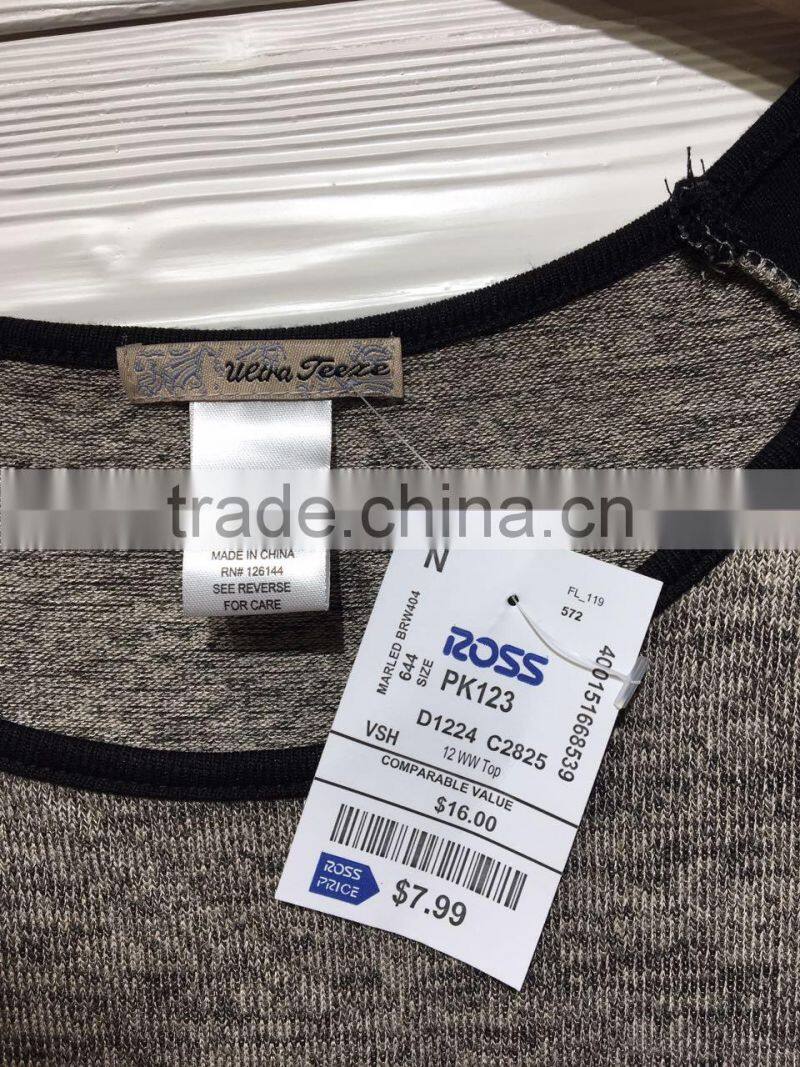 Ultra Teeze
trade.china.com
MADE IN CHINA
RN# 126144
SEE REVERSE
FOR CARE
N
FL_119
572
MARLED BRW404
644
SIZE
ROSS
PK123
D1224 C2825
400151668539
VSH
12 WW Top
COMPARABLE VALUE
$16.00
ROSS
PRICE
$7.99